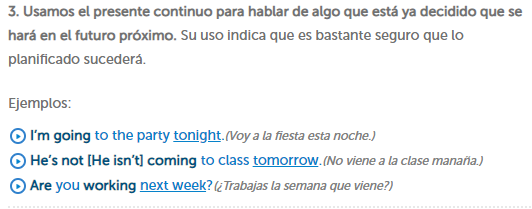 3. Usamos el presente continuo para hablar de algo que está ya decidido que se
hará en el futuro próximo. Su uso indica que es bastante seguro que lo
planificado sucederá.
Ejemplos:
I'm going to the party tonight.(Voy a la fiesta esta noche.)
He's not [He isn't] coming to class tomorrow.(No viene a la clase manaña.)
Are you working next week?(¿Trabajas la semana que viene?)